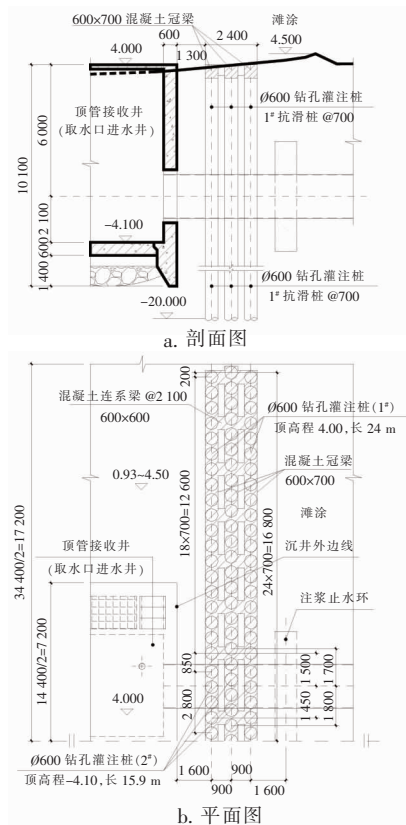 600×700混凝土冠梁
2 400
滩涂
600
4.000
1 300
4.500
顶管接收井
(取水口进水井)
Ø600 钻孔灌注桩
1#抗滑桩 @700
6 000
10 100
2 100
-4.100
600
1 400
-20.000
Ø600 钻孔灌注桩
1#抗滑桩 @700
a. 剖面图
200
混凝土连系梁 @2 100
600×600
Ø600 钻孔灌注桩(1#)
顶高程 4.00,长 24 m
混凝土冠梁
600×700
0.93~4.50
18×700=12 600
24×700=16 800
34 400/2=17 200
滩涂
顶管接收井
(取水口进水井)
沉井外边线
注浆止水环
14 400/2=7 200
850
1 500
1 700
4.000
2 800
1 450
1 800
Ø600 钻孔灌注桩(2#)
顶高程-4.10,长 15.9 m
1 600
900
900
1 600
b. 平面图